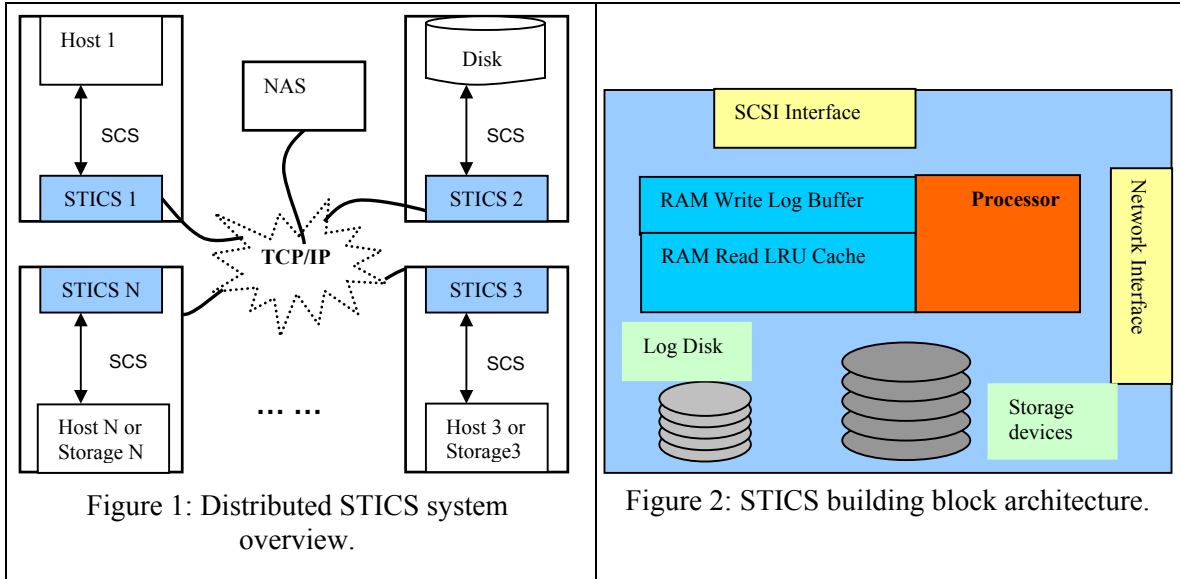 Host 1
SCS
STICS 1
NAS
Disk
SCS
STICS 2
TCP/IP
STICS N
SCS
Host N or
Storage N
... ...
STICS 3
SCS
Host 3 or
Storage3
Figure 1: Distributed STICS system
overview.
SCSI Interface
RAM Write Log Buffer
RAM Read LRU Cache
Processor
Network Interface
Log Disk
Storage
devices
Figure 2: STICS building block architecture.